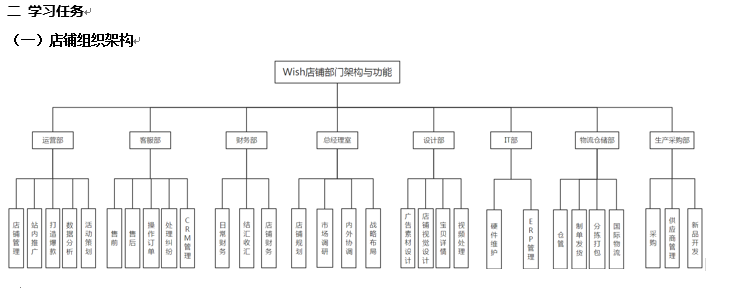 二 学习任务
（一）店铺组织架构
Wish店铺部门架构与功能
运营部
客服部
财务部
总经理室
设计部
IT部
物流仓储部
生产采购部
店铺管理
站内推广
打造爆款
数据分析
活动策划
售前
售后
操作订单
处理纠纷
CRM管理
日常财务
结汇收汇
店铺财务
店铺规划
市场调研
内外协调
战略布局
广告素材设计
店铺视觉设计
宝贝详情
视频处理
硬件维护
ERP管理
仓管
制单发货
分拣打包
国际物流
采购
供应商管理
新品开发